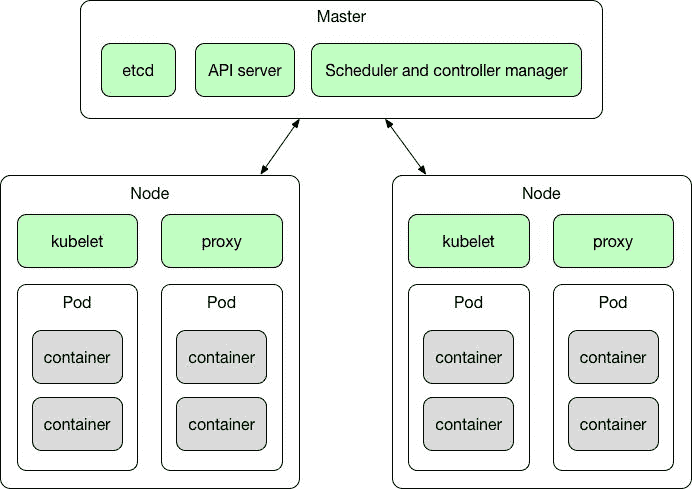 Master
etcd
API server
Scheduler and controller manager
Node
kubelet
proxy
Pod
container
container
Pod
container
container
Node
kubelet
proxy
Pod
container
container
Pod
container
container